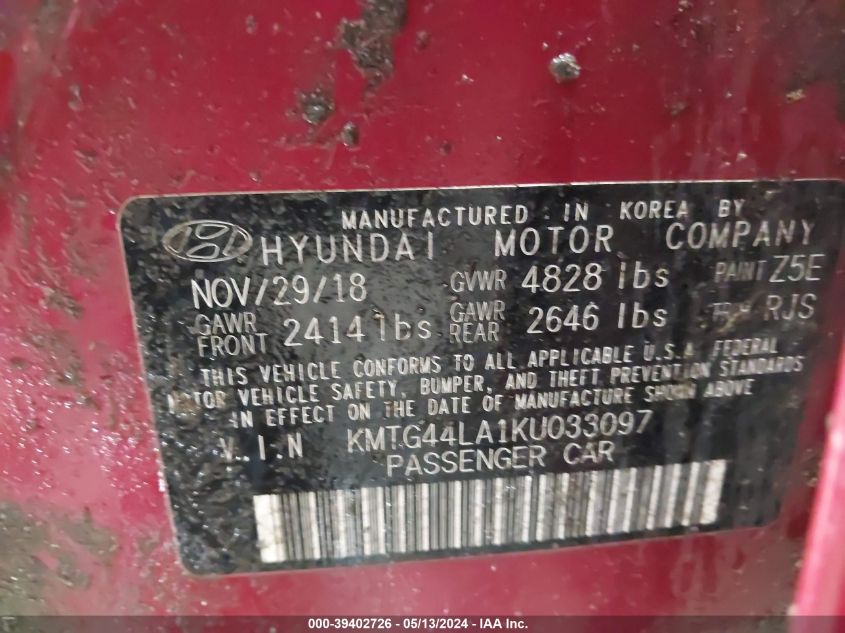 MANUFACTURED IN KOREA BY
HYUNDAI MOTOR COMPANY
NOV/29/18 GVWR 4828 lbs PAINT Z5E
GAWR FRONT 2414 lbs GAWR REAR 2646 lbs RJS
THIS VEHICLE CONFORMS TO ALL APPLICABLE U.S.A FEDERAL
MOTOR VEHICLE SAFETY, BUMPER, AND THEFT PREVENTION STANDARDS
IN EFFECT ON THE DATE OF MANUFACTURE SHOWN ABOVE
V.I.N KMTG44LA1KU033097
PASSENGER CAR
000-39402726 - 05/13/2024 - IAA Inc.